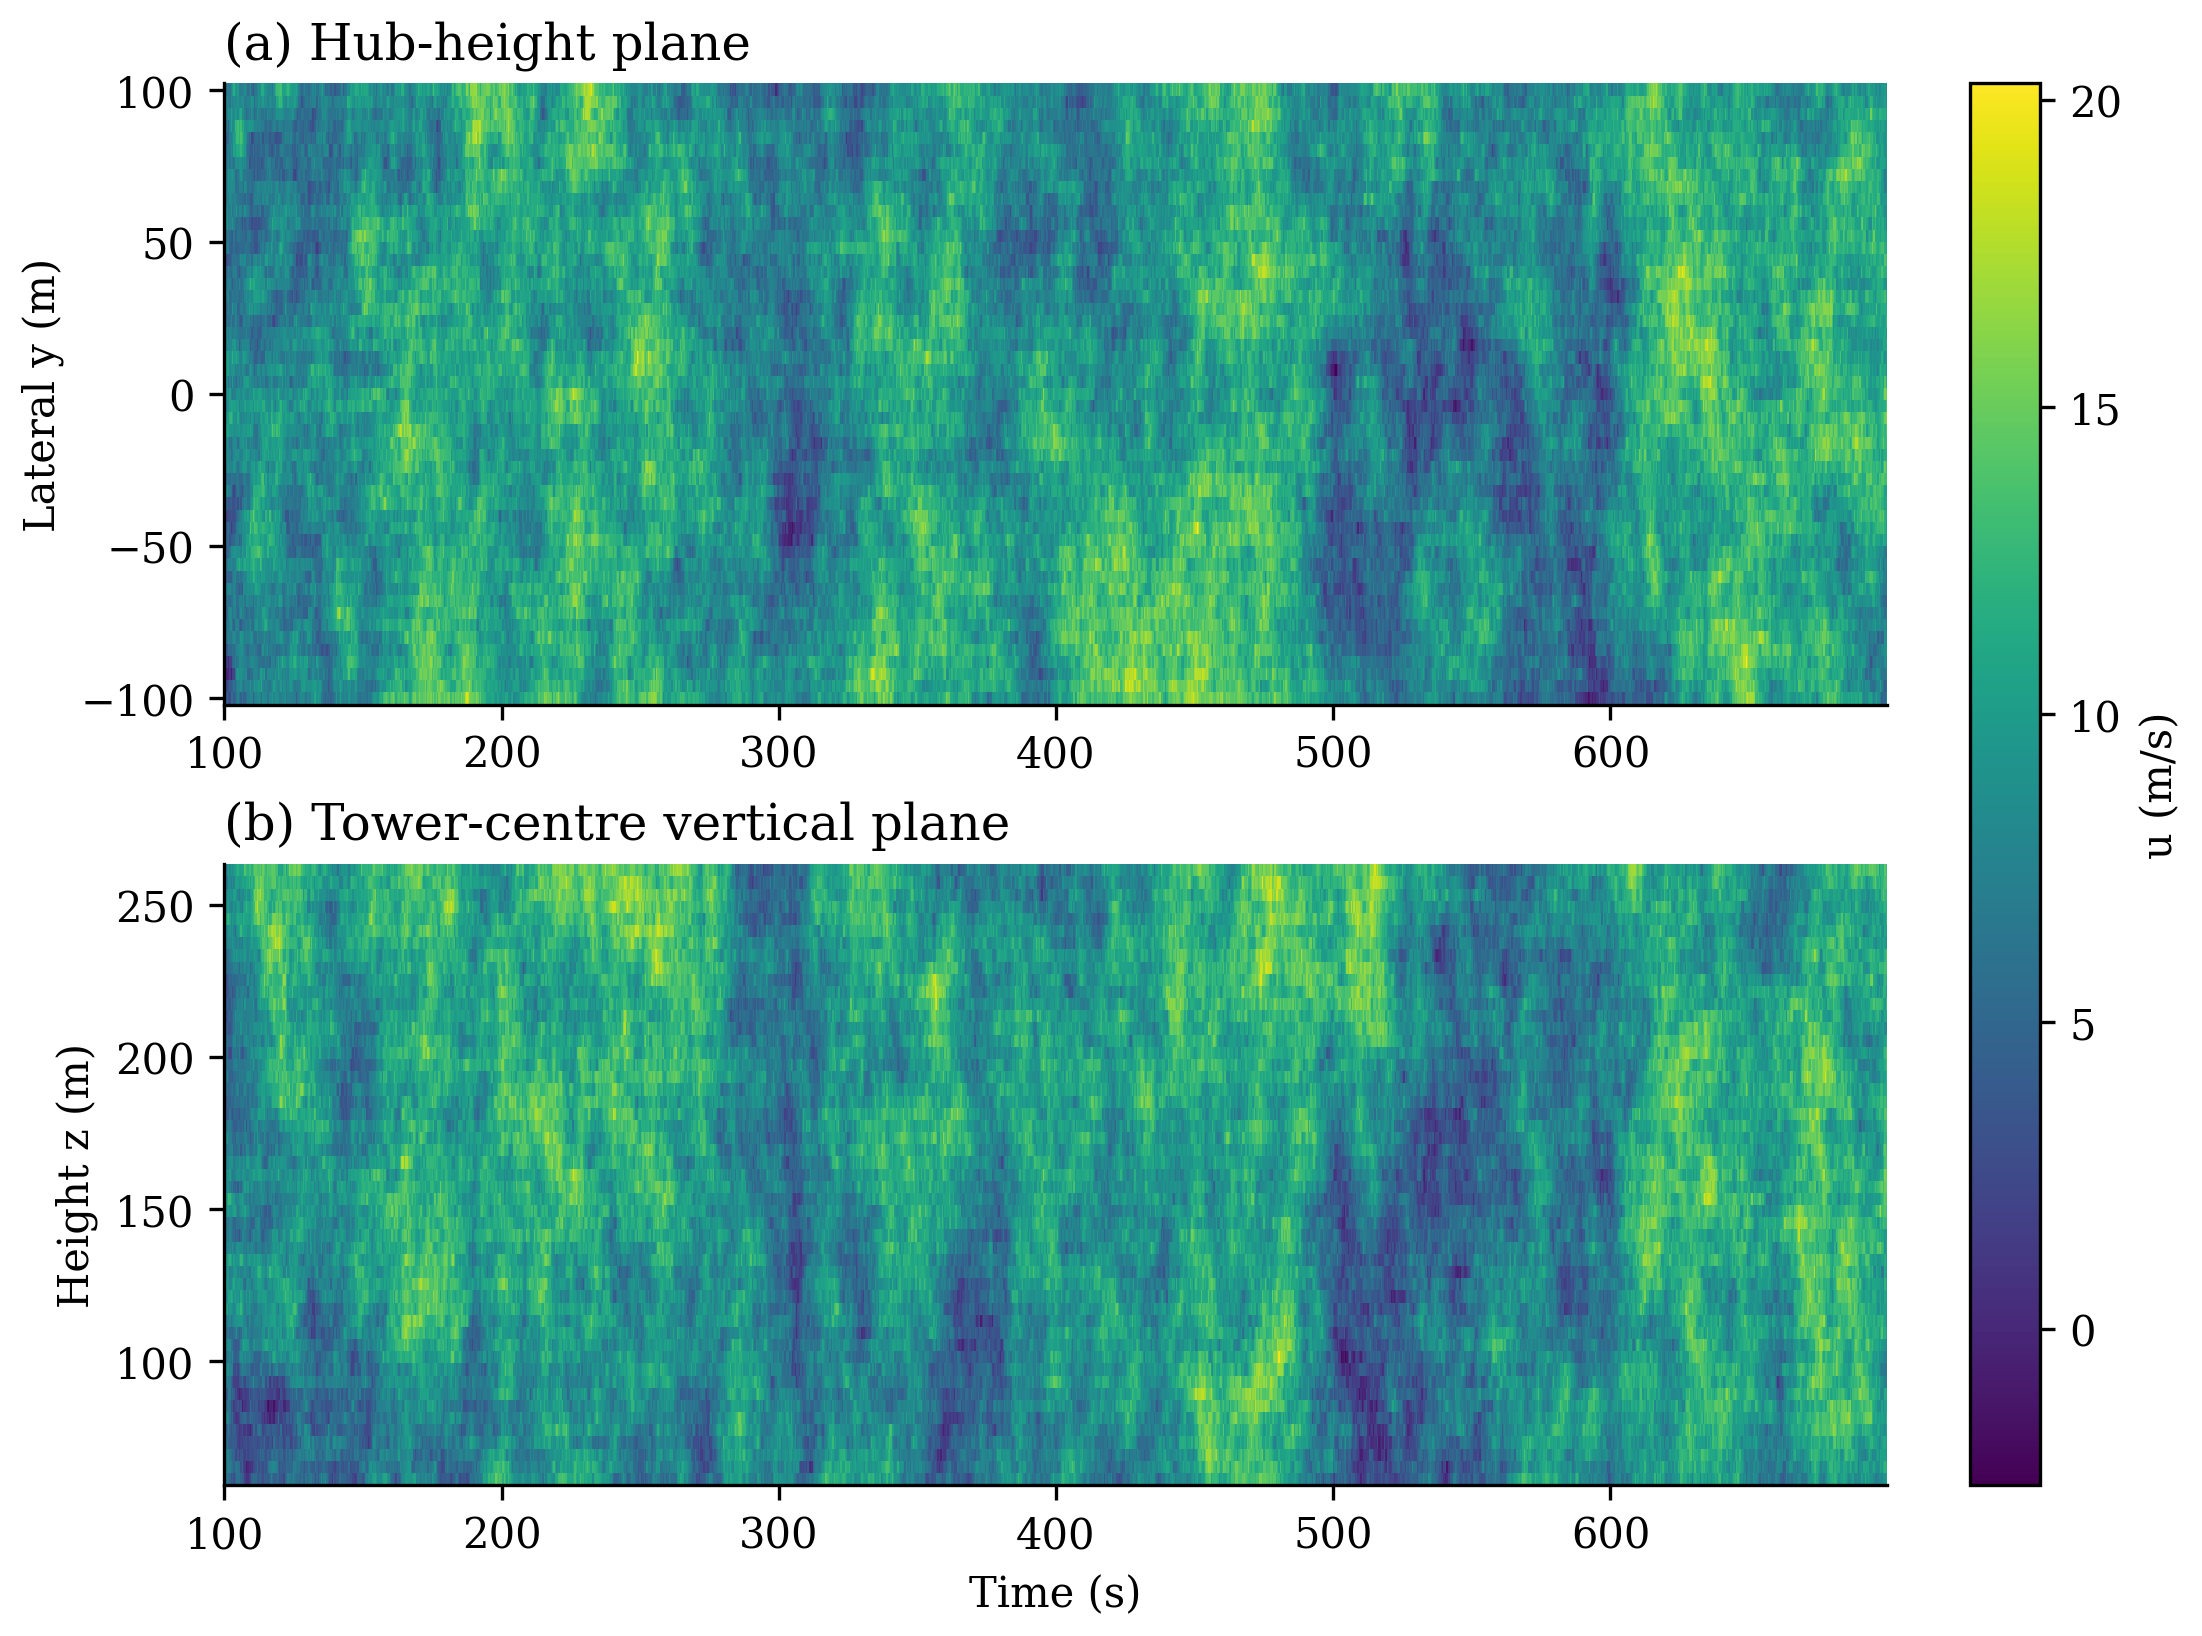 (a) Hub-height plane
100
50
0
−50
−100
Lateral y (m)
100 200 300 400 500 600
(b) Tower-centre vertical plane
250
200
150
100
Height z (m)
100 200 300 400 500 600
Time (s)
20
15
10
5
0
u (m/s)